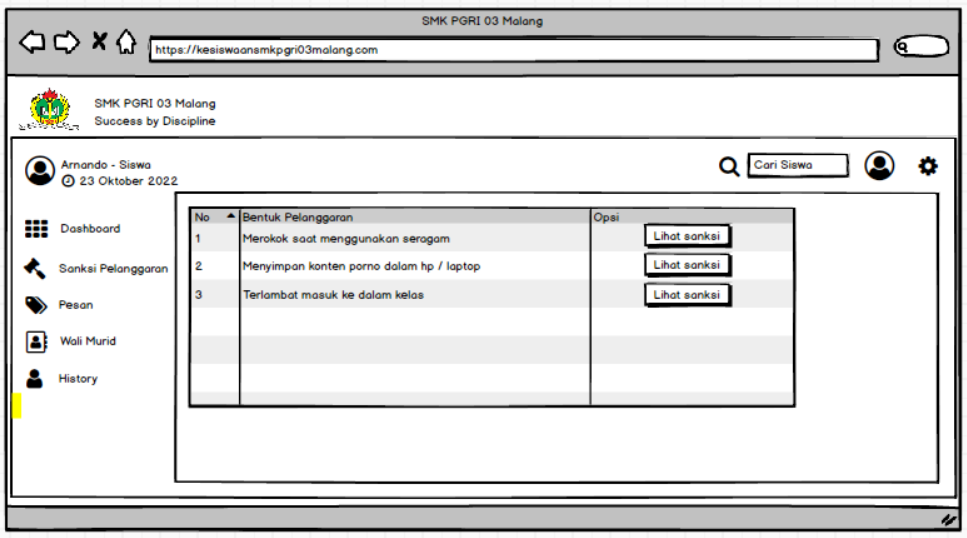 SMK PGRI 03 Malang
https://kesiswaansmkpgri03malang.com
SMK PGRI 03 Malang
Success by Discipline
Arnando - Siswa
23 Oktober 2022
Cari Siswa
Dashboard
Sanksi Pelanggaran
Pesan
Wali Murid
History
No Bentuk Pelanggaran Opsi
1 Merokok saat menggunakan seragam Lihat sanksi
2 Menyimpan konten porno dalam hp / laptop Lihat sanksi
3 Terlambat masuk ke dalam kelas Lihat sanksi